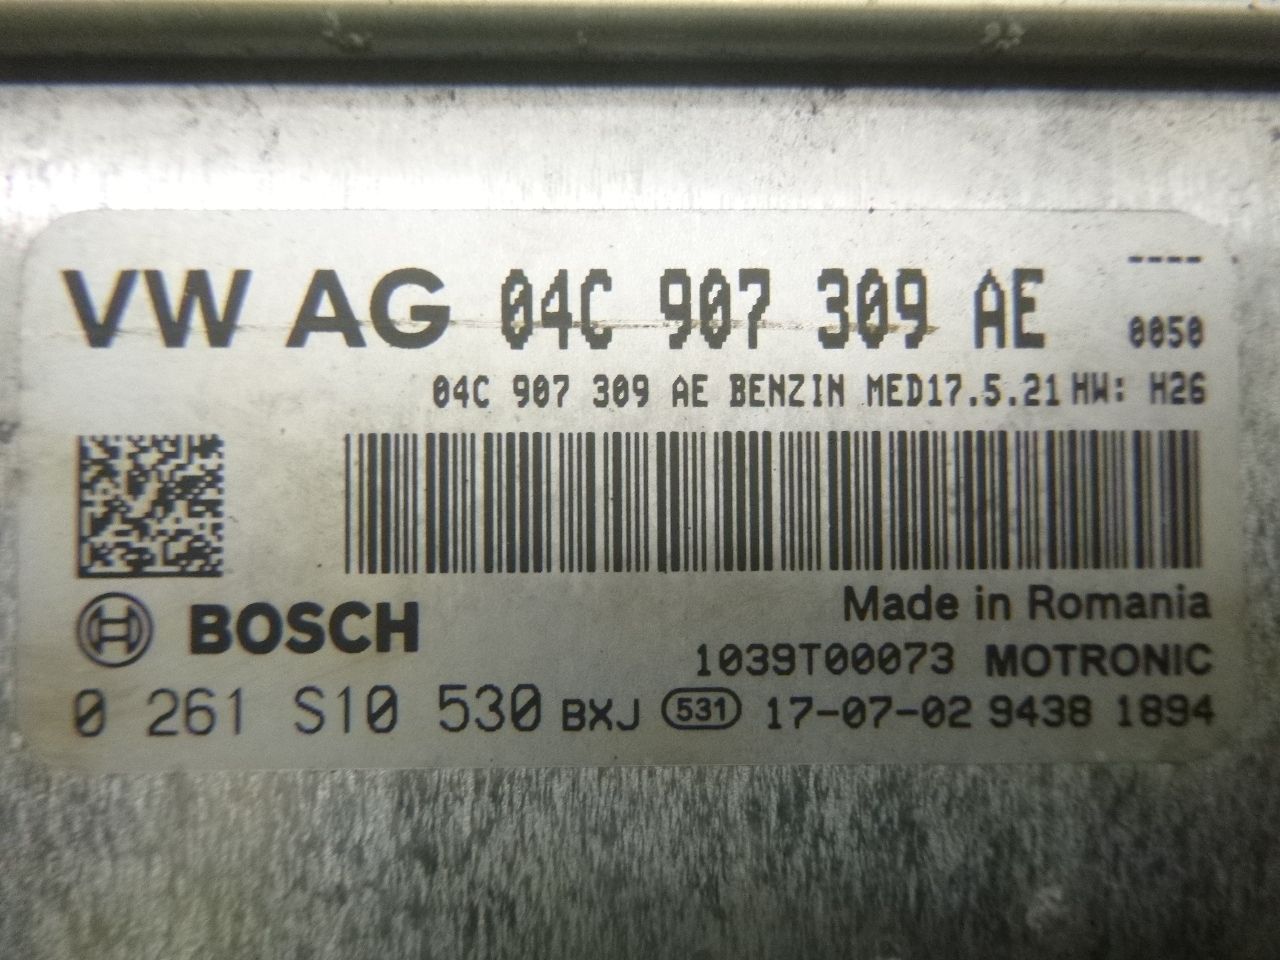 VW AG 04C 907 309 AE ----
0050
04C 907 309 AE BENZIN MED17.5.21 HW: H26
BOSCH
Made in Romania
1039T00073 MOTRONIC
0 261 S10 530 BXJ 531 17-07-02 9438 1894